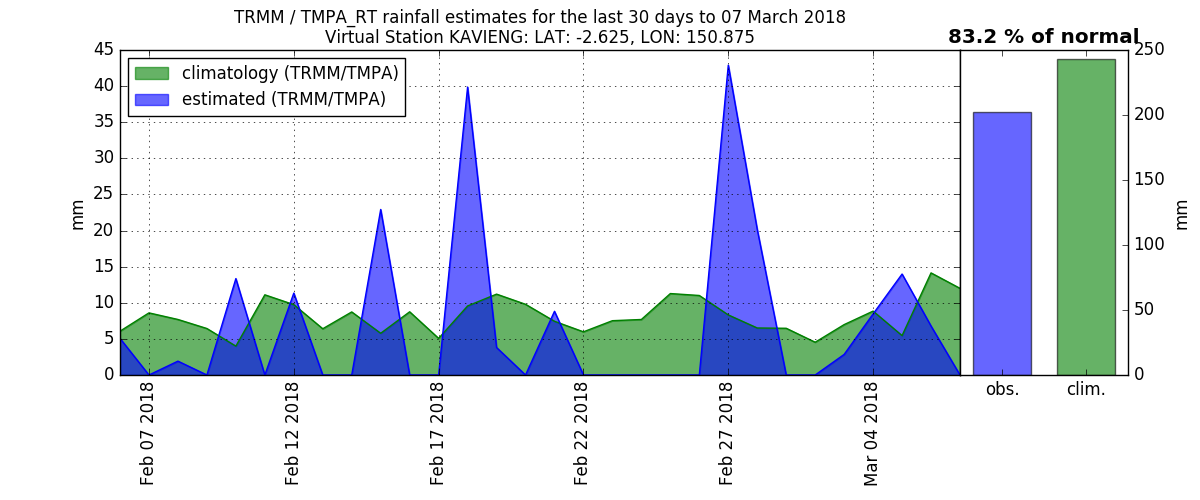 TRMM / TMPA_RT rainfall estimates for the last 30 days to 07 March 2018
Virtual Station KAVIENG: LAT: -2.625, LON: 150.875
83.2 % of normal
climatology (TRMM/TMPA)
estimated (TRMM/TMPA)
mm
45
40
35
30
25
20
15
10
5
0
Feb 07 2018
Feb 12 2018
Feb 17 2018
Feb 22 2018
Feb 27 2018
Mar 04 2018
obs.
clim.
250
200
150
100
50
0
mm